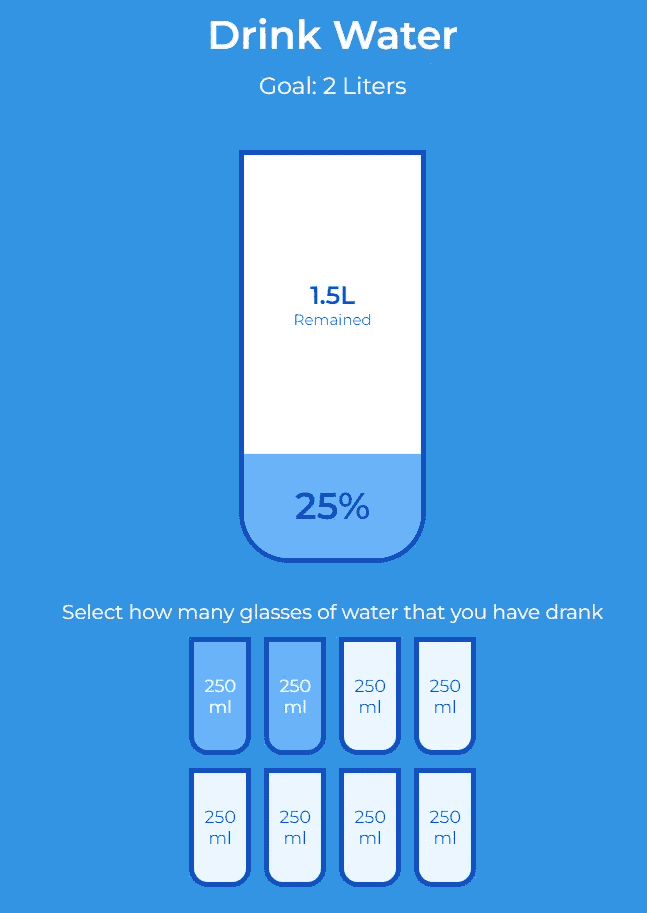 Drink Water
Goal: 2 Liters
1.5L
Remained
25%
Select how many glasses of water that you have drank
250 250 250 250
ml ml ml ml
250 250 250 250
ml ml ml ml